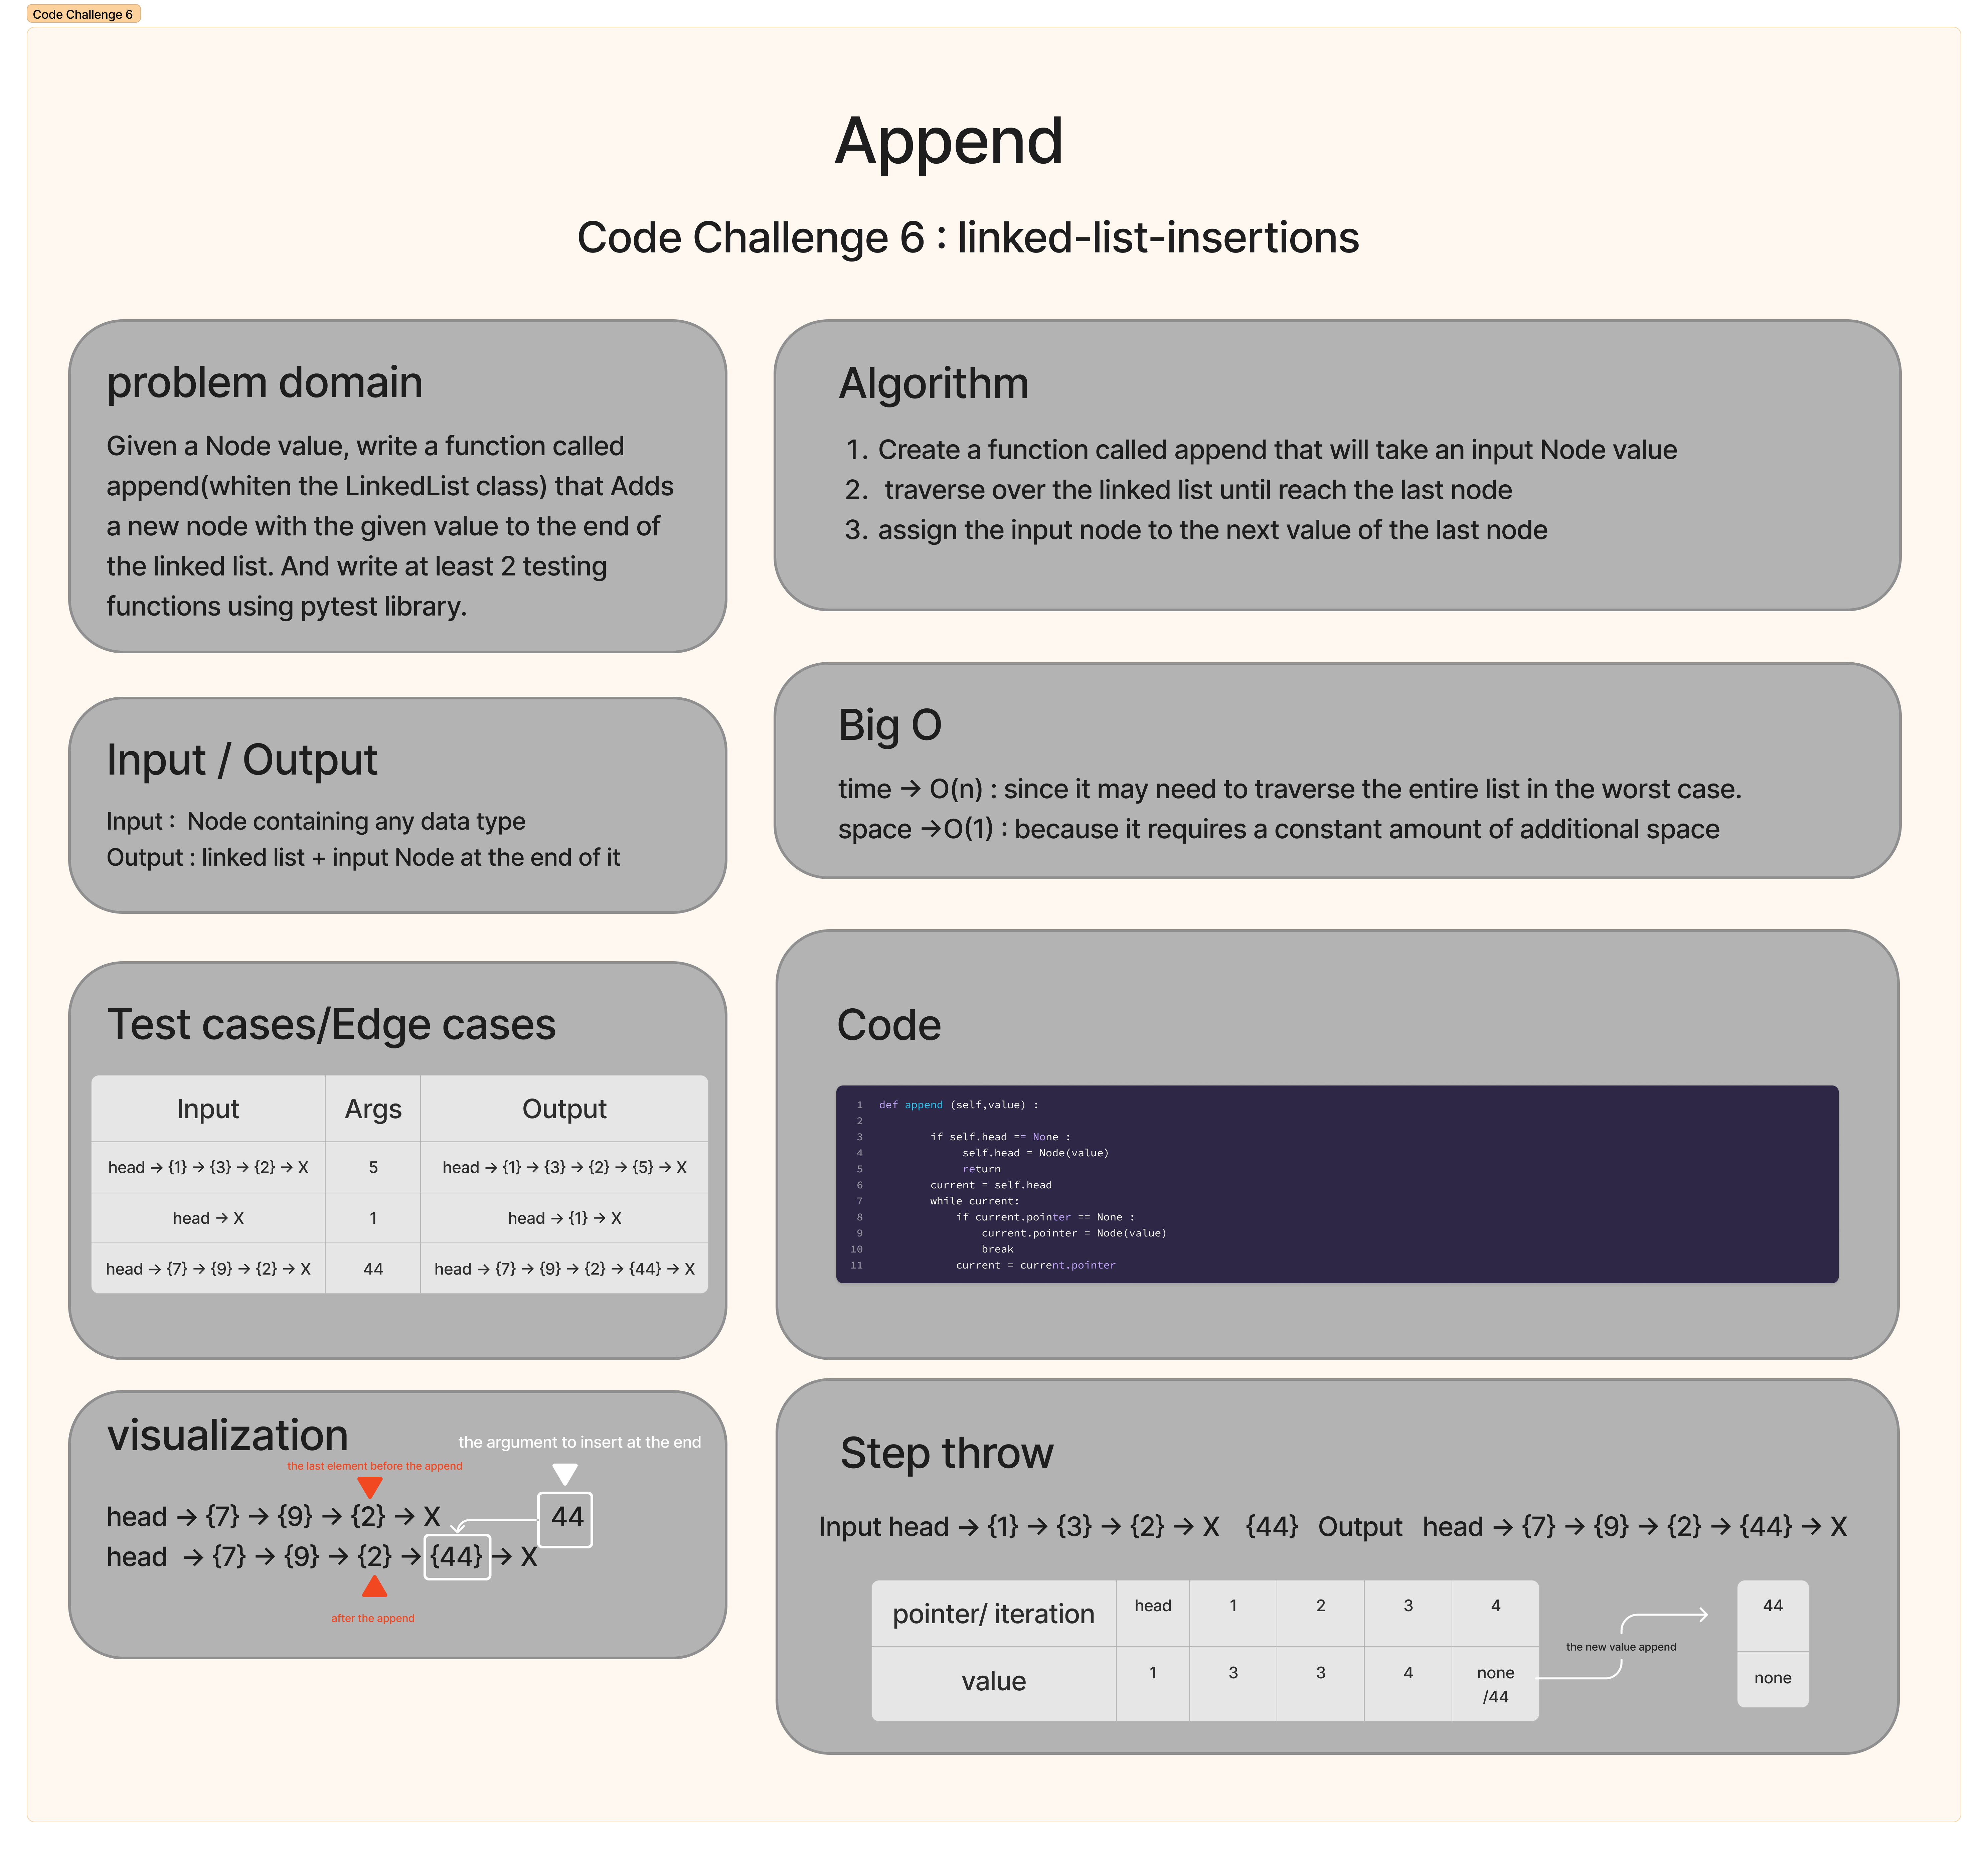 Code Challenge 6
Append
Code Challenge 6 : linked-list-insertions
problem domain
Given a Node value, write a function called
append(whiten the LinkedList class) that Adds
a new node with the given value to the end of
the linked list. And write at least 2 testing
functions using pytest library.
Input / Output
Input :  Node containing any data type
Output : linked list + input Node at the end of it
Test cases/Edge cases
Input Args Output
head → {1} → {3} → {2} → X 5 head → {1} → {3} → {2} → {5} → X
head → X 1 head → {1} → X
head → {7} → {9} → {2} → X 44 head → {7} → {9} → {2} → {44} → X
visualization
the argument to insert at the end
the last element before the append
head → {7} → {9} → {2} → X 44
head → {7} → {9} → {2} → {44} → X
after the append
Algorithm
1. Create a function called append that will take an input Node value
2. traverse over the linked list until reach the last node
3. assign the input node to the next value of the last node
Big O
time → O(n) : since it may need to traverse the entire list in the worst case.
space →O(1) : because it requires a constant amount of additional space
Code
1 def append (self,value) :
2
3 if self.head == None :
4 self.head = Node(value)
5 return
6 current = self.head
7 while current:
8 if current.pointer == None :
9 current.pointer = Node(value)
10 break
11 current = current.pointer
Step throw
Input head → {1} → {3} → {2} → X {44} Output head → {7} → {9} → {2} → {44} → X
pointer/ iteration head 1 2 3 4 44
the new value append
value 1 3 3 4 none none
/44